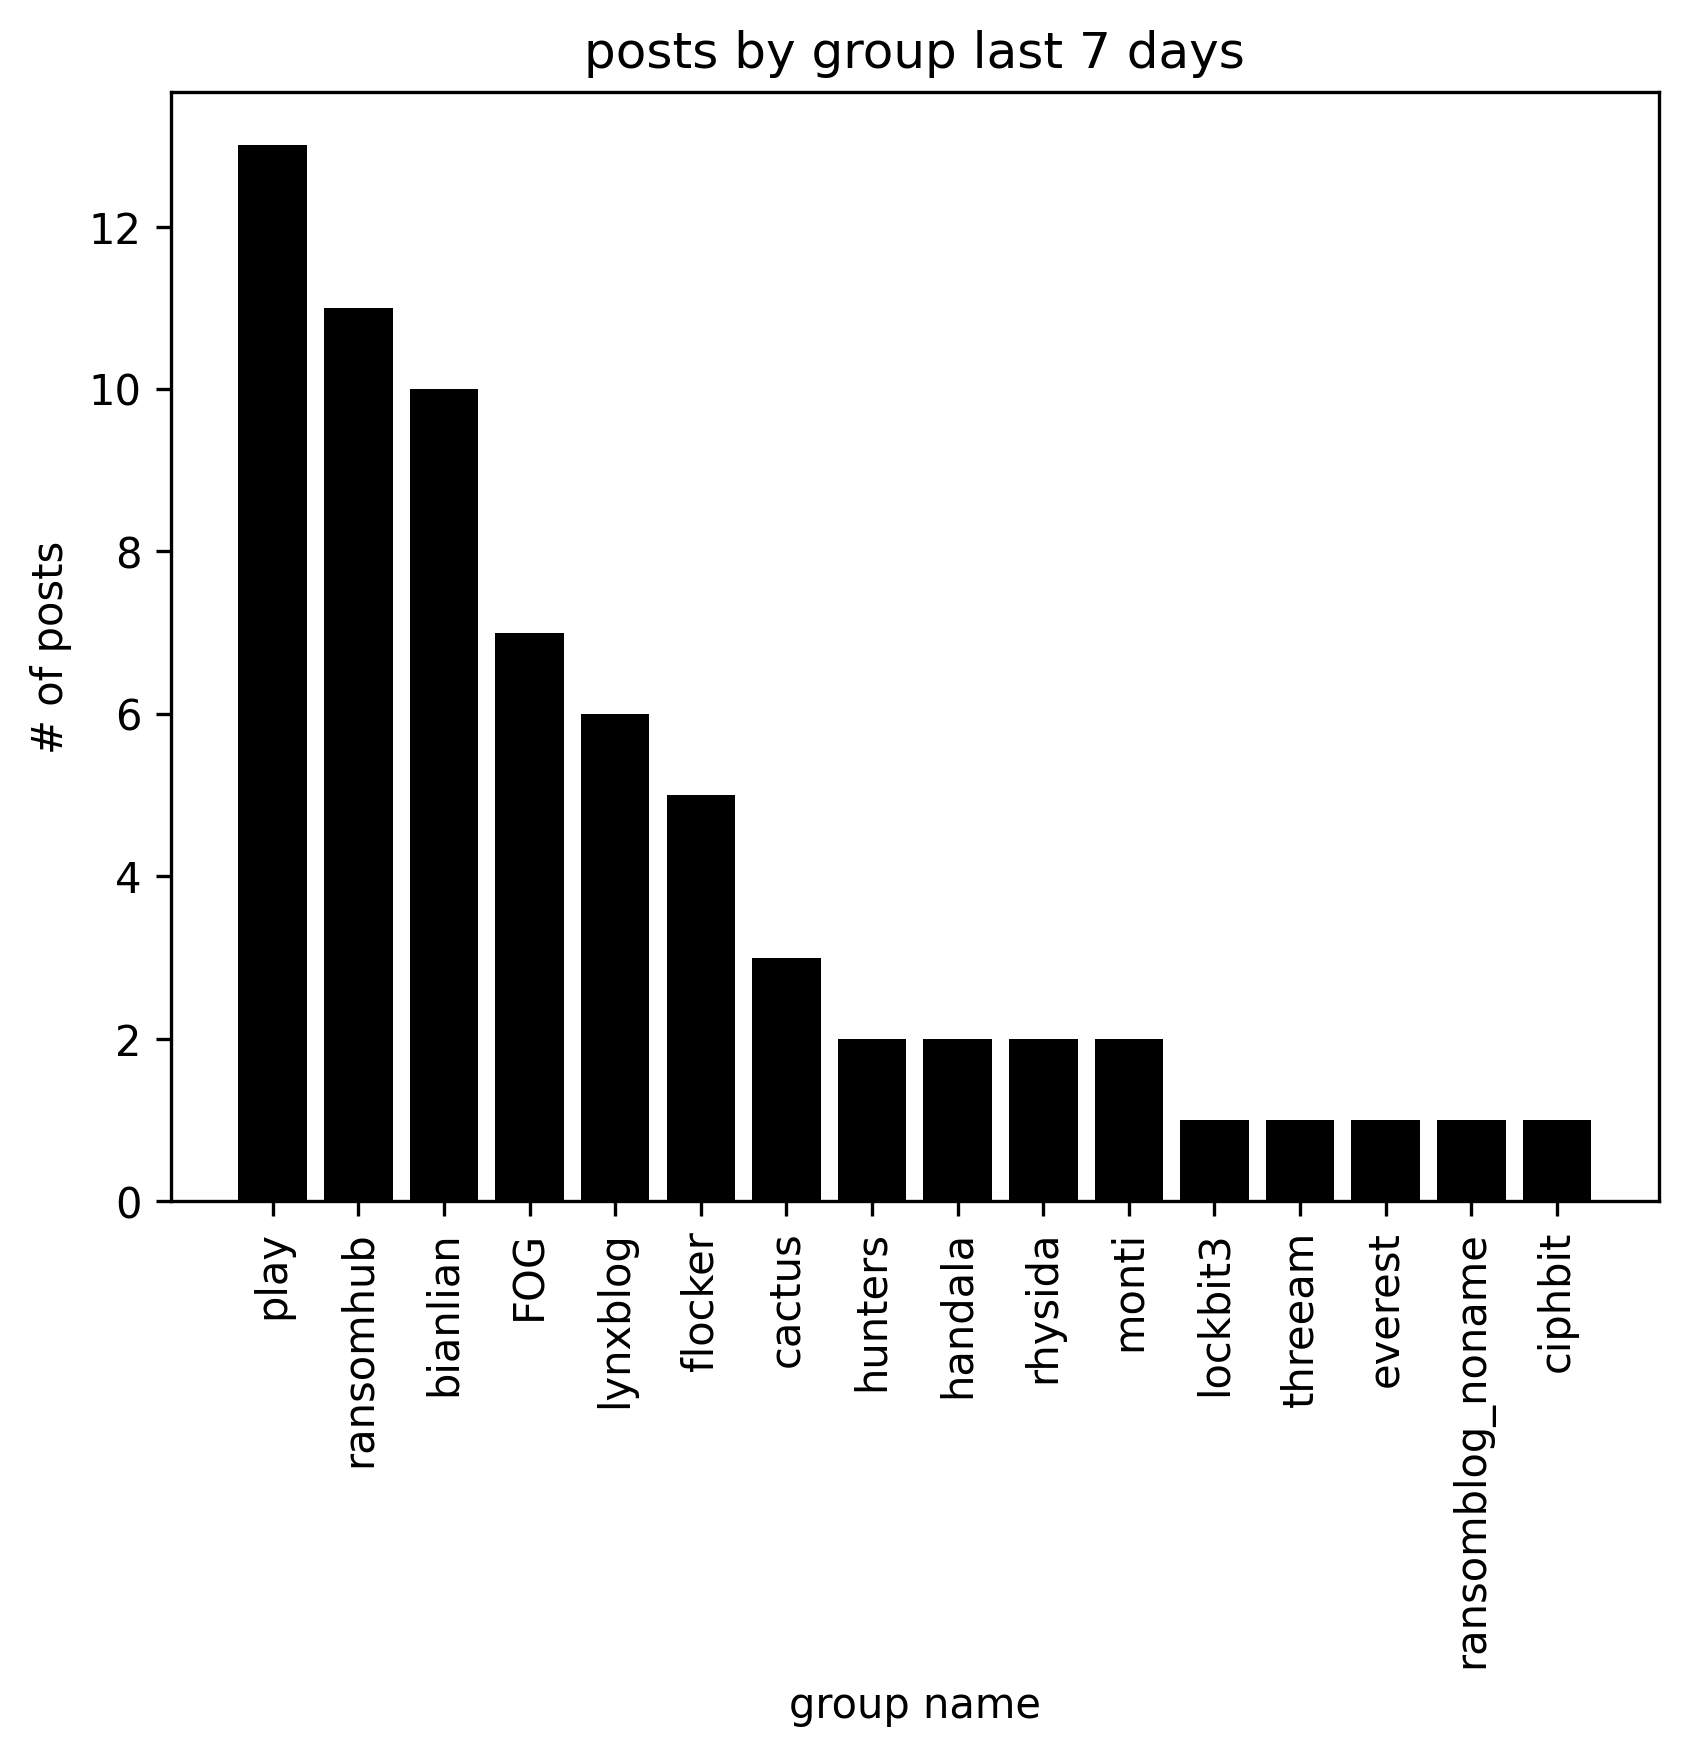 posts by group last 7 days
# of posts
12
10
8
6
4
2
0
play
ransomhub
bianlian
FOG
lynxblog
flocker
cactus
hunters
handala
rhysida
monti
lockbit3
threeam
everest
ransomblog_noname
ciphbit
group name